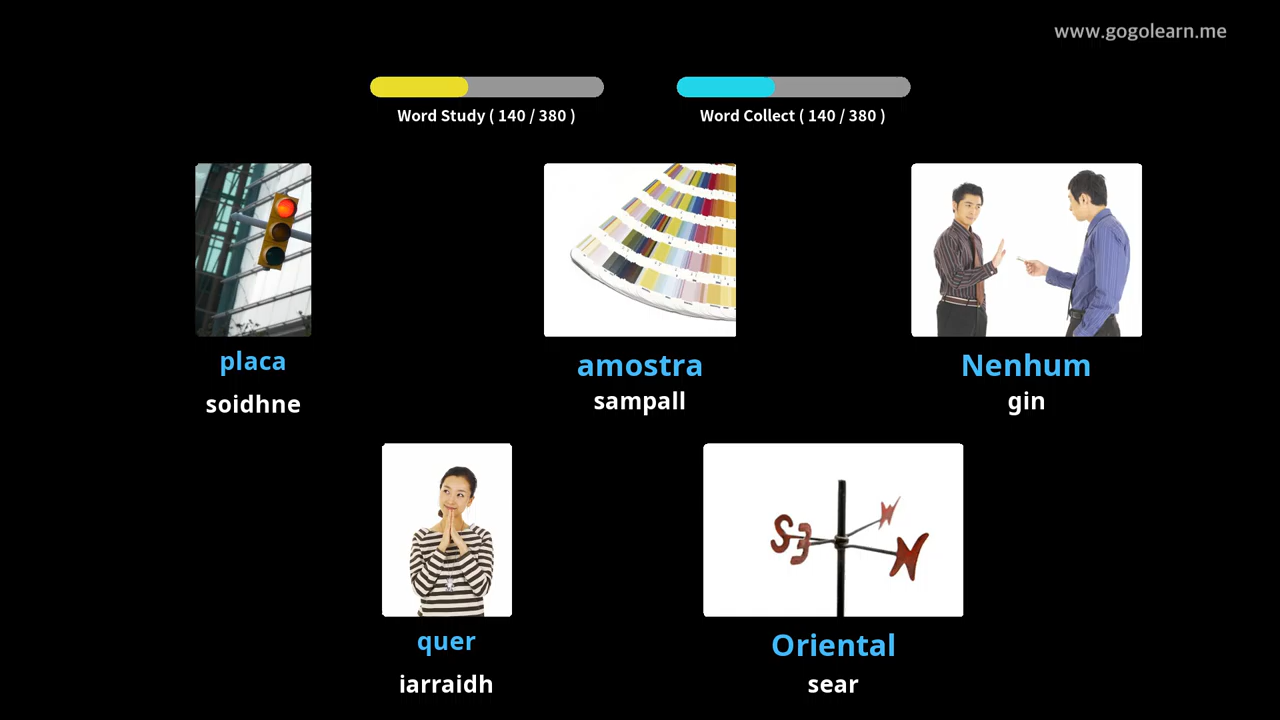 www.gogolearn.me
Word Study ( 140 / 380 )
Word Collect ( 140 / 380 )
placa
soidhne
amostra
sampall
Nenhum
gin
quer
iarraidh
Oriental
sear